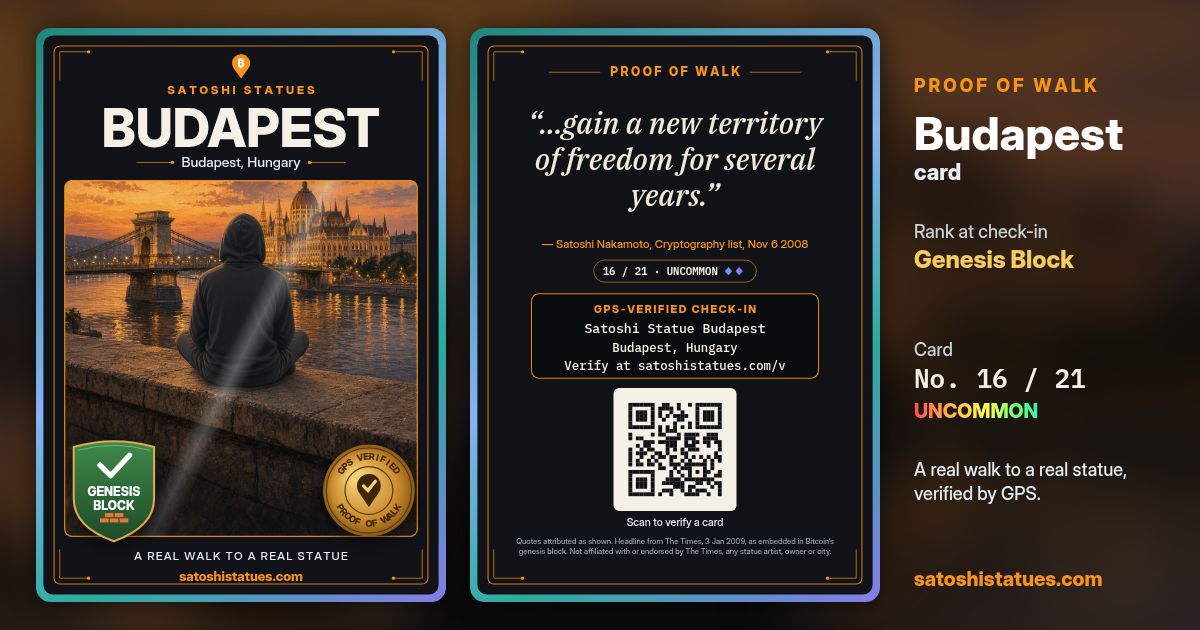 SATOSHI STATUES
BUDAPEST
Budapest, Hungary
GENESIS
BLOCK
GPS VERIFIED
PROOF OF WALK
A REAL WALK TO A REAL STATUE
satoshistatues.com
PROOF OF WALK
“...gain a new territory
of freedom for several
years.”
— Satoshi Nakamoto, Cryptography list, Nov 6 2008
16 / 21 · UNCOMMON
GPS-VERIFIED CHECK-IN
Satoshi Statue Budapest
Budapest, Hungary
Verify at satoshistatues.com/v
Scan to verify a card
Quotes attributed as shown. Headline from The Times, 3 Jan 2009, as embedded in Bitcoin's
genesis block. Not affiliated with or endorsed by The Times, any statue artist, owner or city.
PROOF OF WALK
Budapest
card
Rank at check-in
Genesis Block
Card
No. 16 / 21
UNCOMMON
A real walk to a real statue,
verified by GPS.
satoshistatues.com